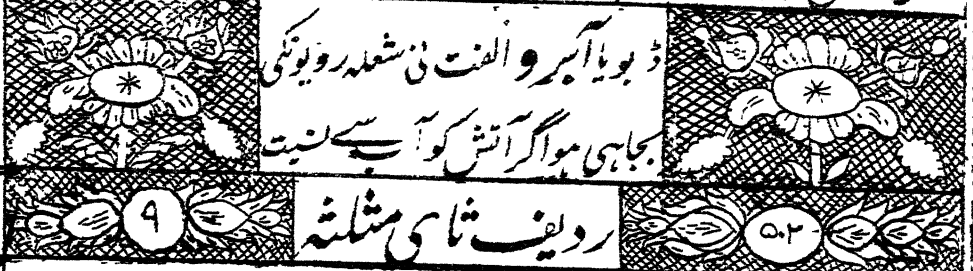 ڈبویا آبرو الفت نی شعلہ رویونکی
بجاہی ہو اگر آتش کو آب سے نسبت
۵۰۲
ردیف ثای مثلثہ
۹